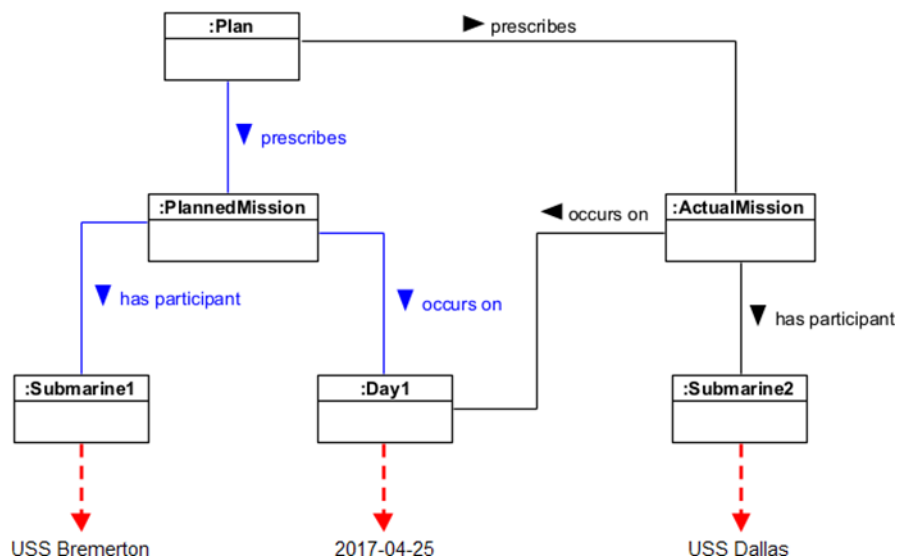 :Plan
prescribes
prescribes
:PlannedMission
:ActualMission
occurs on
has participant
occurs on
has participant
:Submarine1
:Day1
:Submarine2
USS Bremerton
2017-04-25
USS Dallas